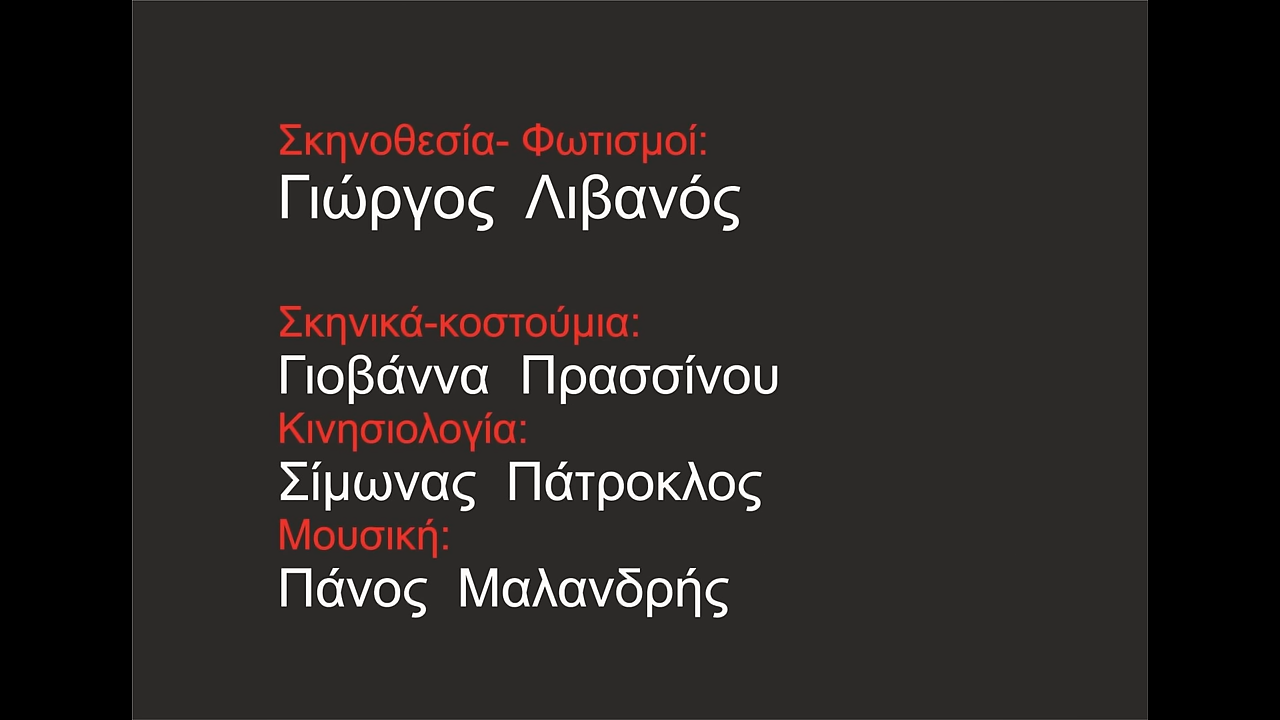 Σκηνοθεσία- Φωτισμοί:
Γιώργος Λιβανός
Σκηνικά-κοστούμια:
Γιοβάννα Πρασσίνου
Κινησιολογία:
Σίμωνας Πάτροκλος
Μουσική:
Πάνος Μαλανδρής